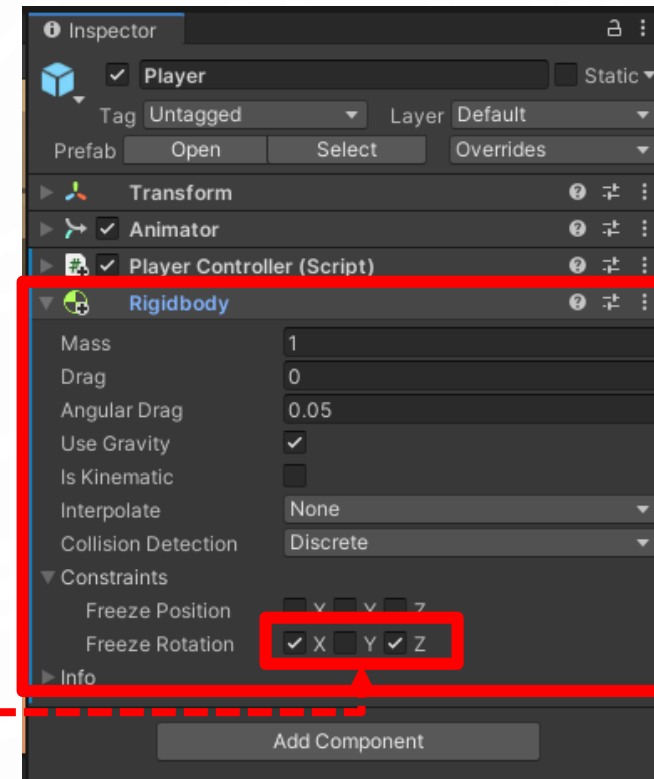 Inspector
Player Static
Tag Untagged Layer Default
Prefab Open Select Overrides
Transform
Animator
Player Controller (Script)
Rigidbody
Mass 1
Drag 0
Angular Drag 0.05
Use Gravity
Is Kinematic
Interpolate None
Collision Detection Discrete
Constraints
Freeze Position X Y Z
Freeze Rotation X Y Z
Info
Add Component